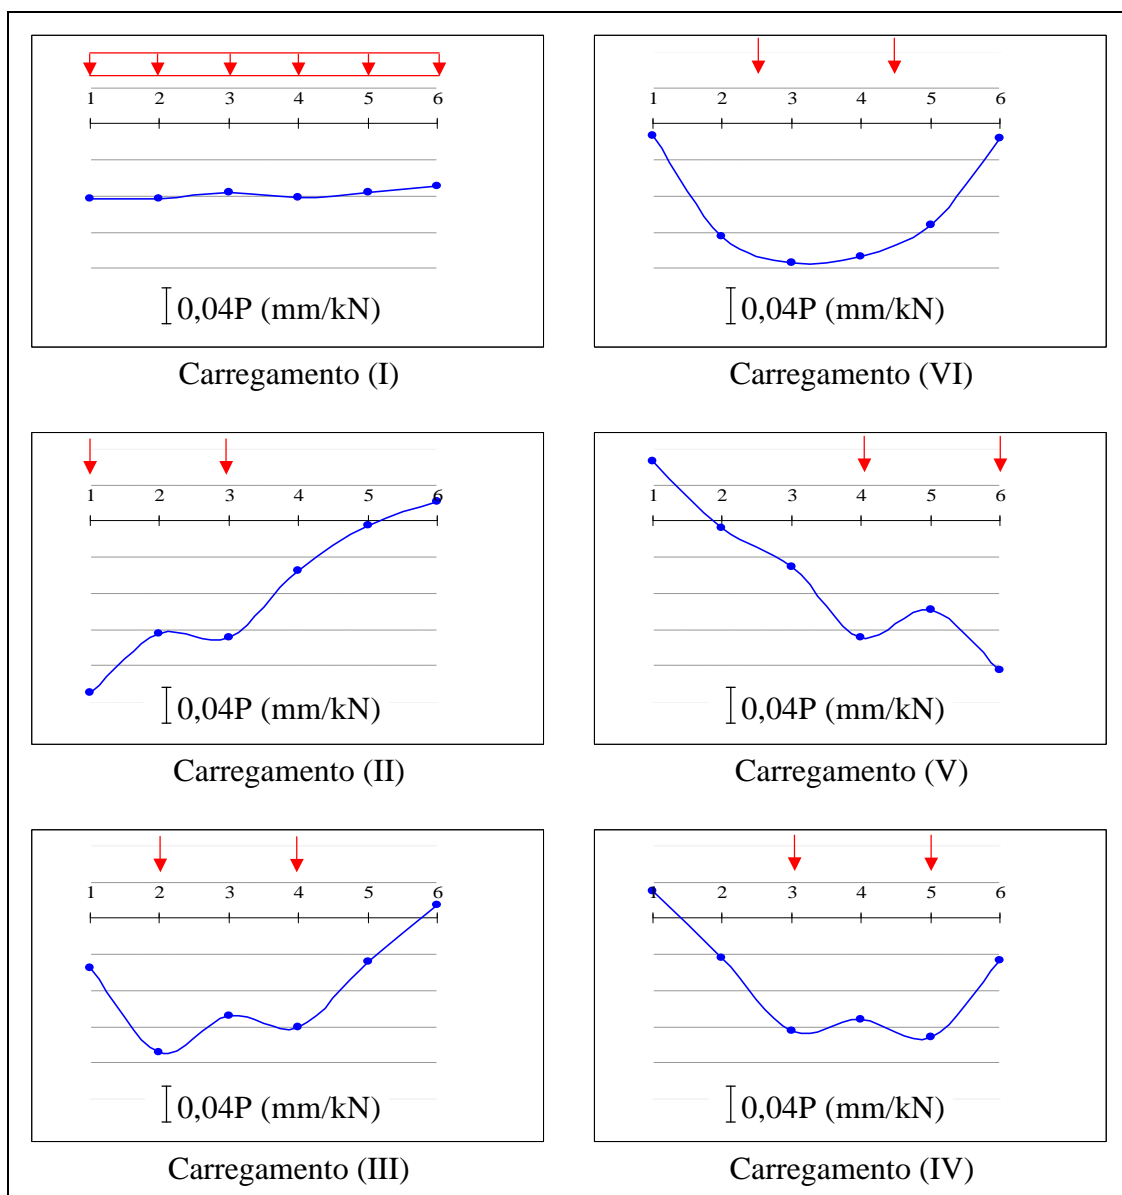 1 2 3 4 5 6
0,04P (mm/kN)
Carregamento (I)
1 2 3 4 5 6
0,04P (mm/kN)
Carregamento (VI)
1 2 3 4 5 6
0,04P (mm/kN)
Carregamento (II)
1 2 3 4 5 6
0,04P (mm/kN)
Carregamento (V)
1 2 3 4 5 6
0,04P (mm/kN)
Carregamento (III)
1 2 3 4 5 6
0,04P (mm/kN)
Carregamento (IV)